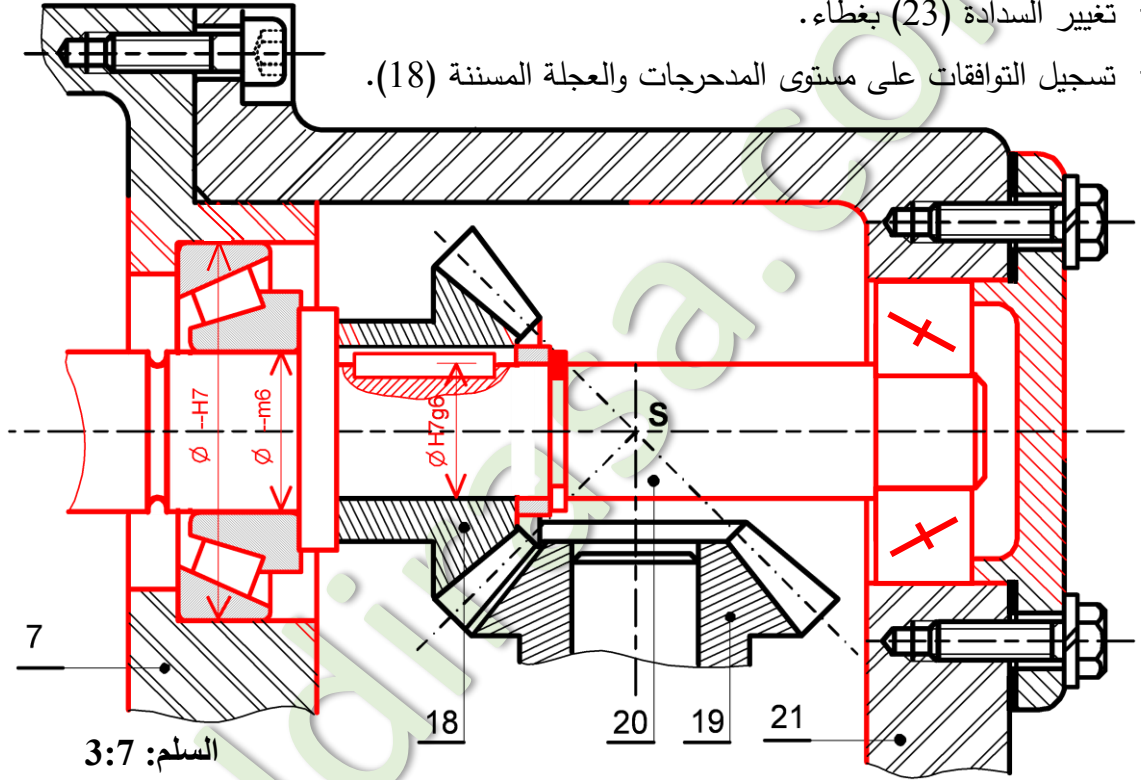 تغيير السدادة (23) بغطاء.
تسجيل التوافقات على مستوى المدحرجات والعجلة المسننة (18).
Ø --H7
Ø --m6
Ø H7g6
S
7
18
20
19
21
السلم: 3:7